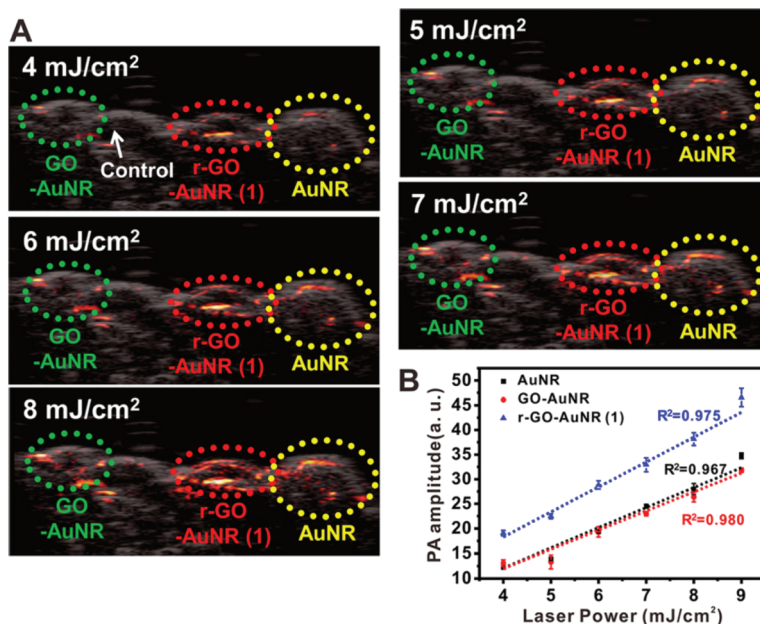 A
4 mJ/cm²
GO
-AuNR
Control
r-GO
-AuNR (1)
AuNR
5 mJ/cm²
GO
-AuNR
r-GO
-AuNR (1)
AuNR
6 mJ/cm²
GO
-AuNR
r-GO
-AuNR (1)
AuNR
7 mJ/cm²
GO
-AuNR
r-GO
-AuNR (1)
AuNR
8 mJ/cm²
GO
-AuNR
r-GO
-AuNR (1)
AuNR
B
PA amplitude(a. u.)
50
45
40
35
30
25
20
15
10
AuNR
GO-AuNR
r-GO-AuNR (1)
R²=0.975
R²=0.967
R²=0.980
4 5 6 7 8 9
Laser Power (mJ/cm²)